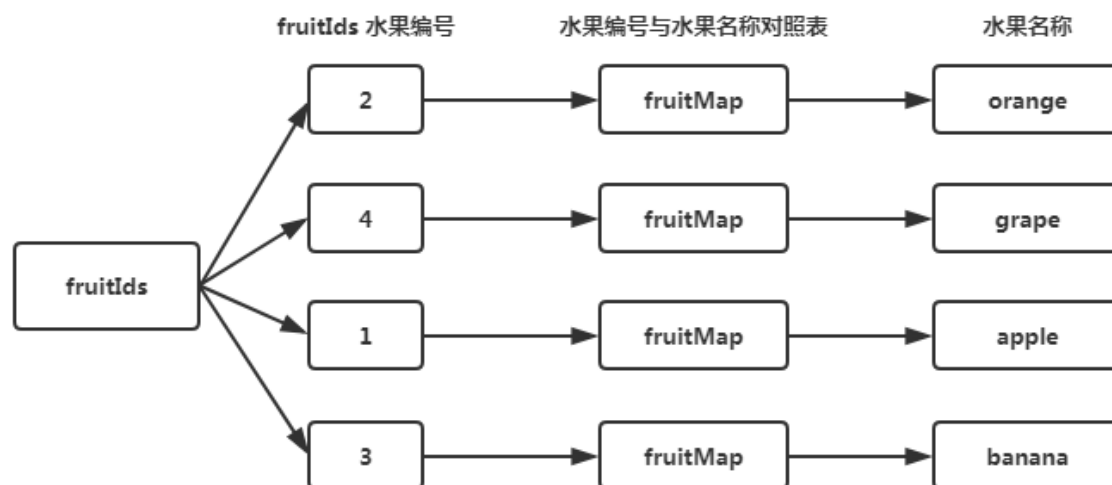 fruitIds 水果编号
水果编号与水果名称对照表
水果名称
2
fruitMap
orange
4
fruitMap
grape
fruitIds
1
fruitMap
apple
3
fruitMap
banana